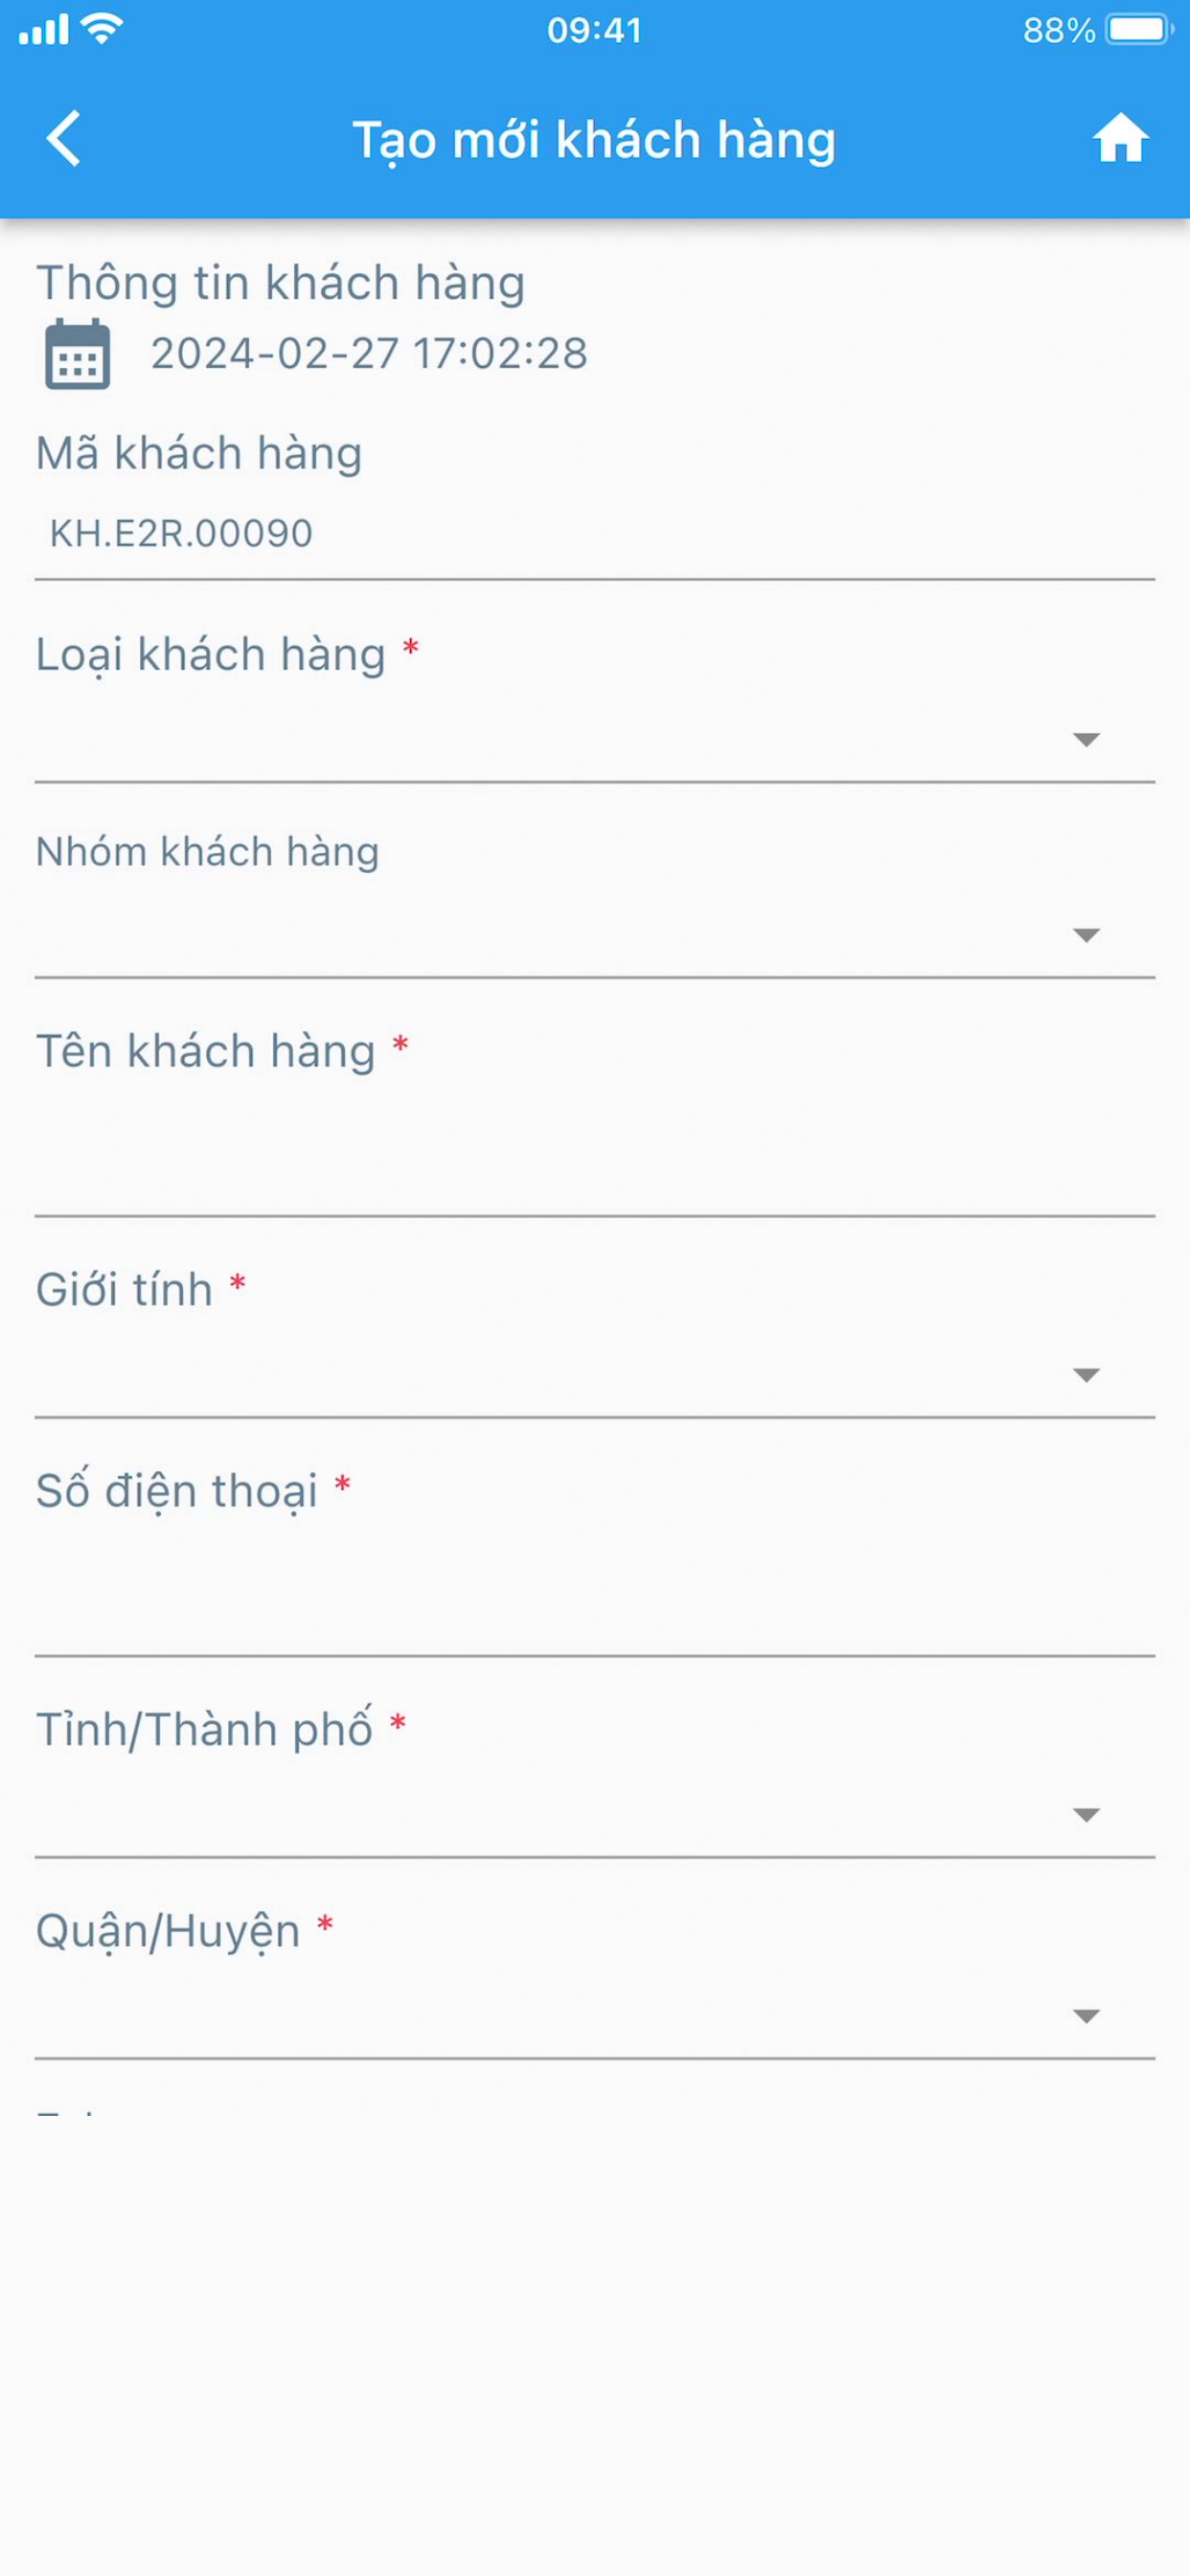 09:41
88%
Tạo mới khách hàng
Thông tin khách hàng
2024-02-27 17:02:28
Mã khách hàng
KH.E2R.00090
Loại khách hàng *
Nhóm khách hàng
Tên khách hàng *
Giới tính *
Số điện thoại *
Tỉnh/Thành phố *
Quận/Huyện *